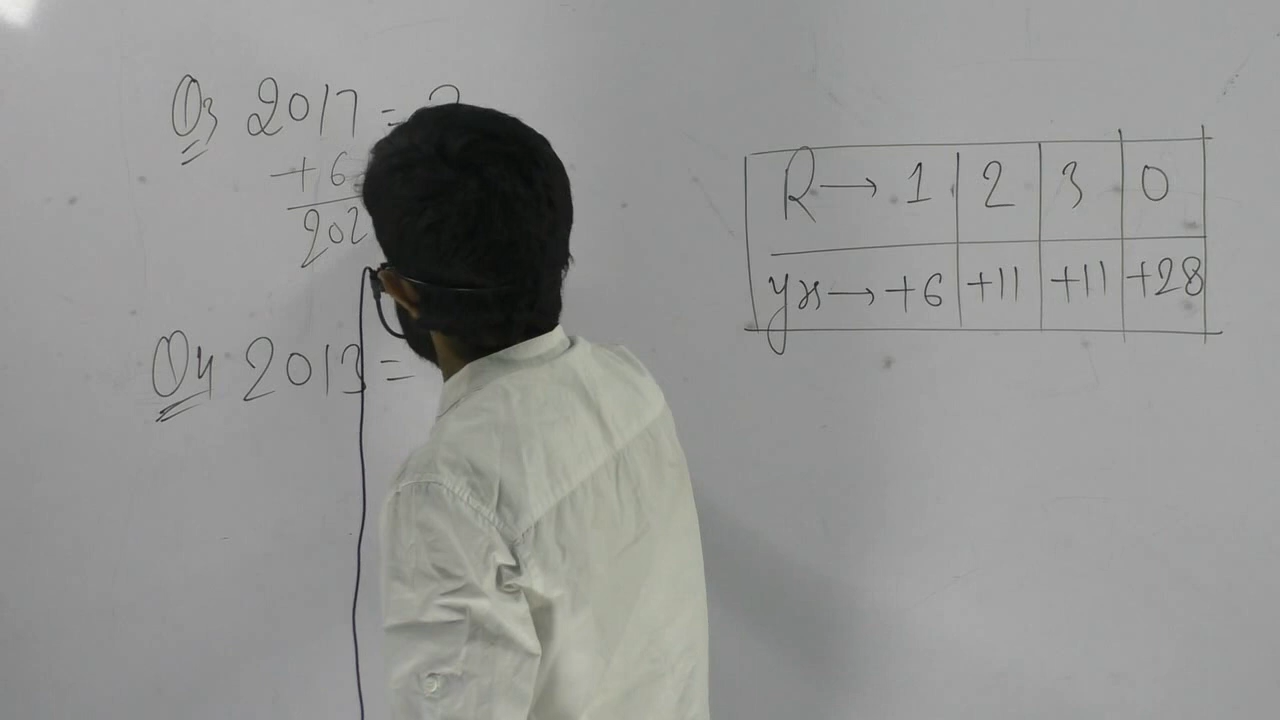 Q3 2017 = ?
+6
202
Q4 2013 =
R → 1 2 3 0
yr → +6 +11 +11 +28